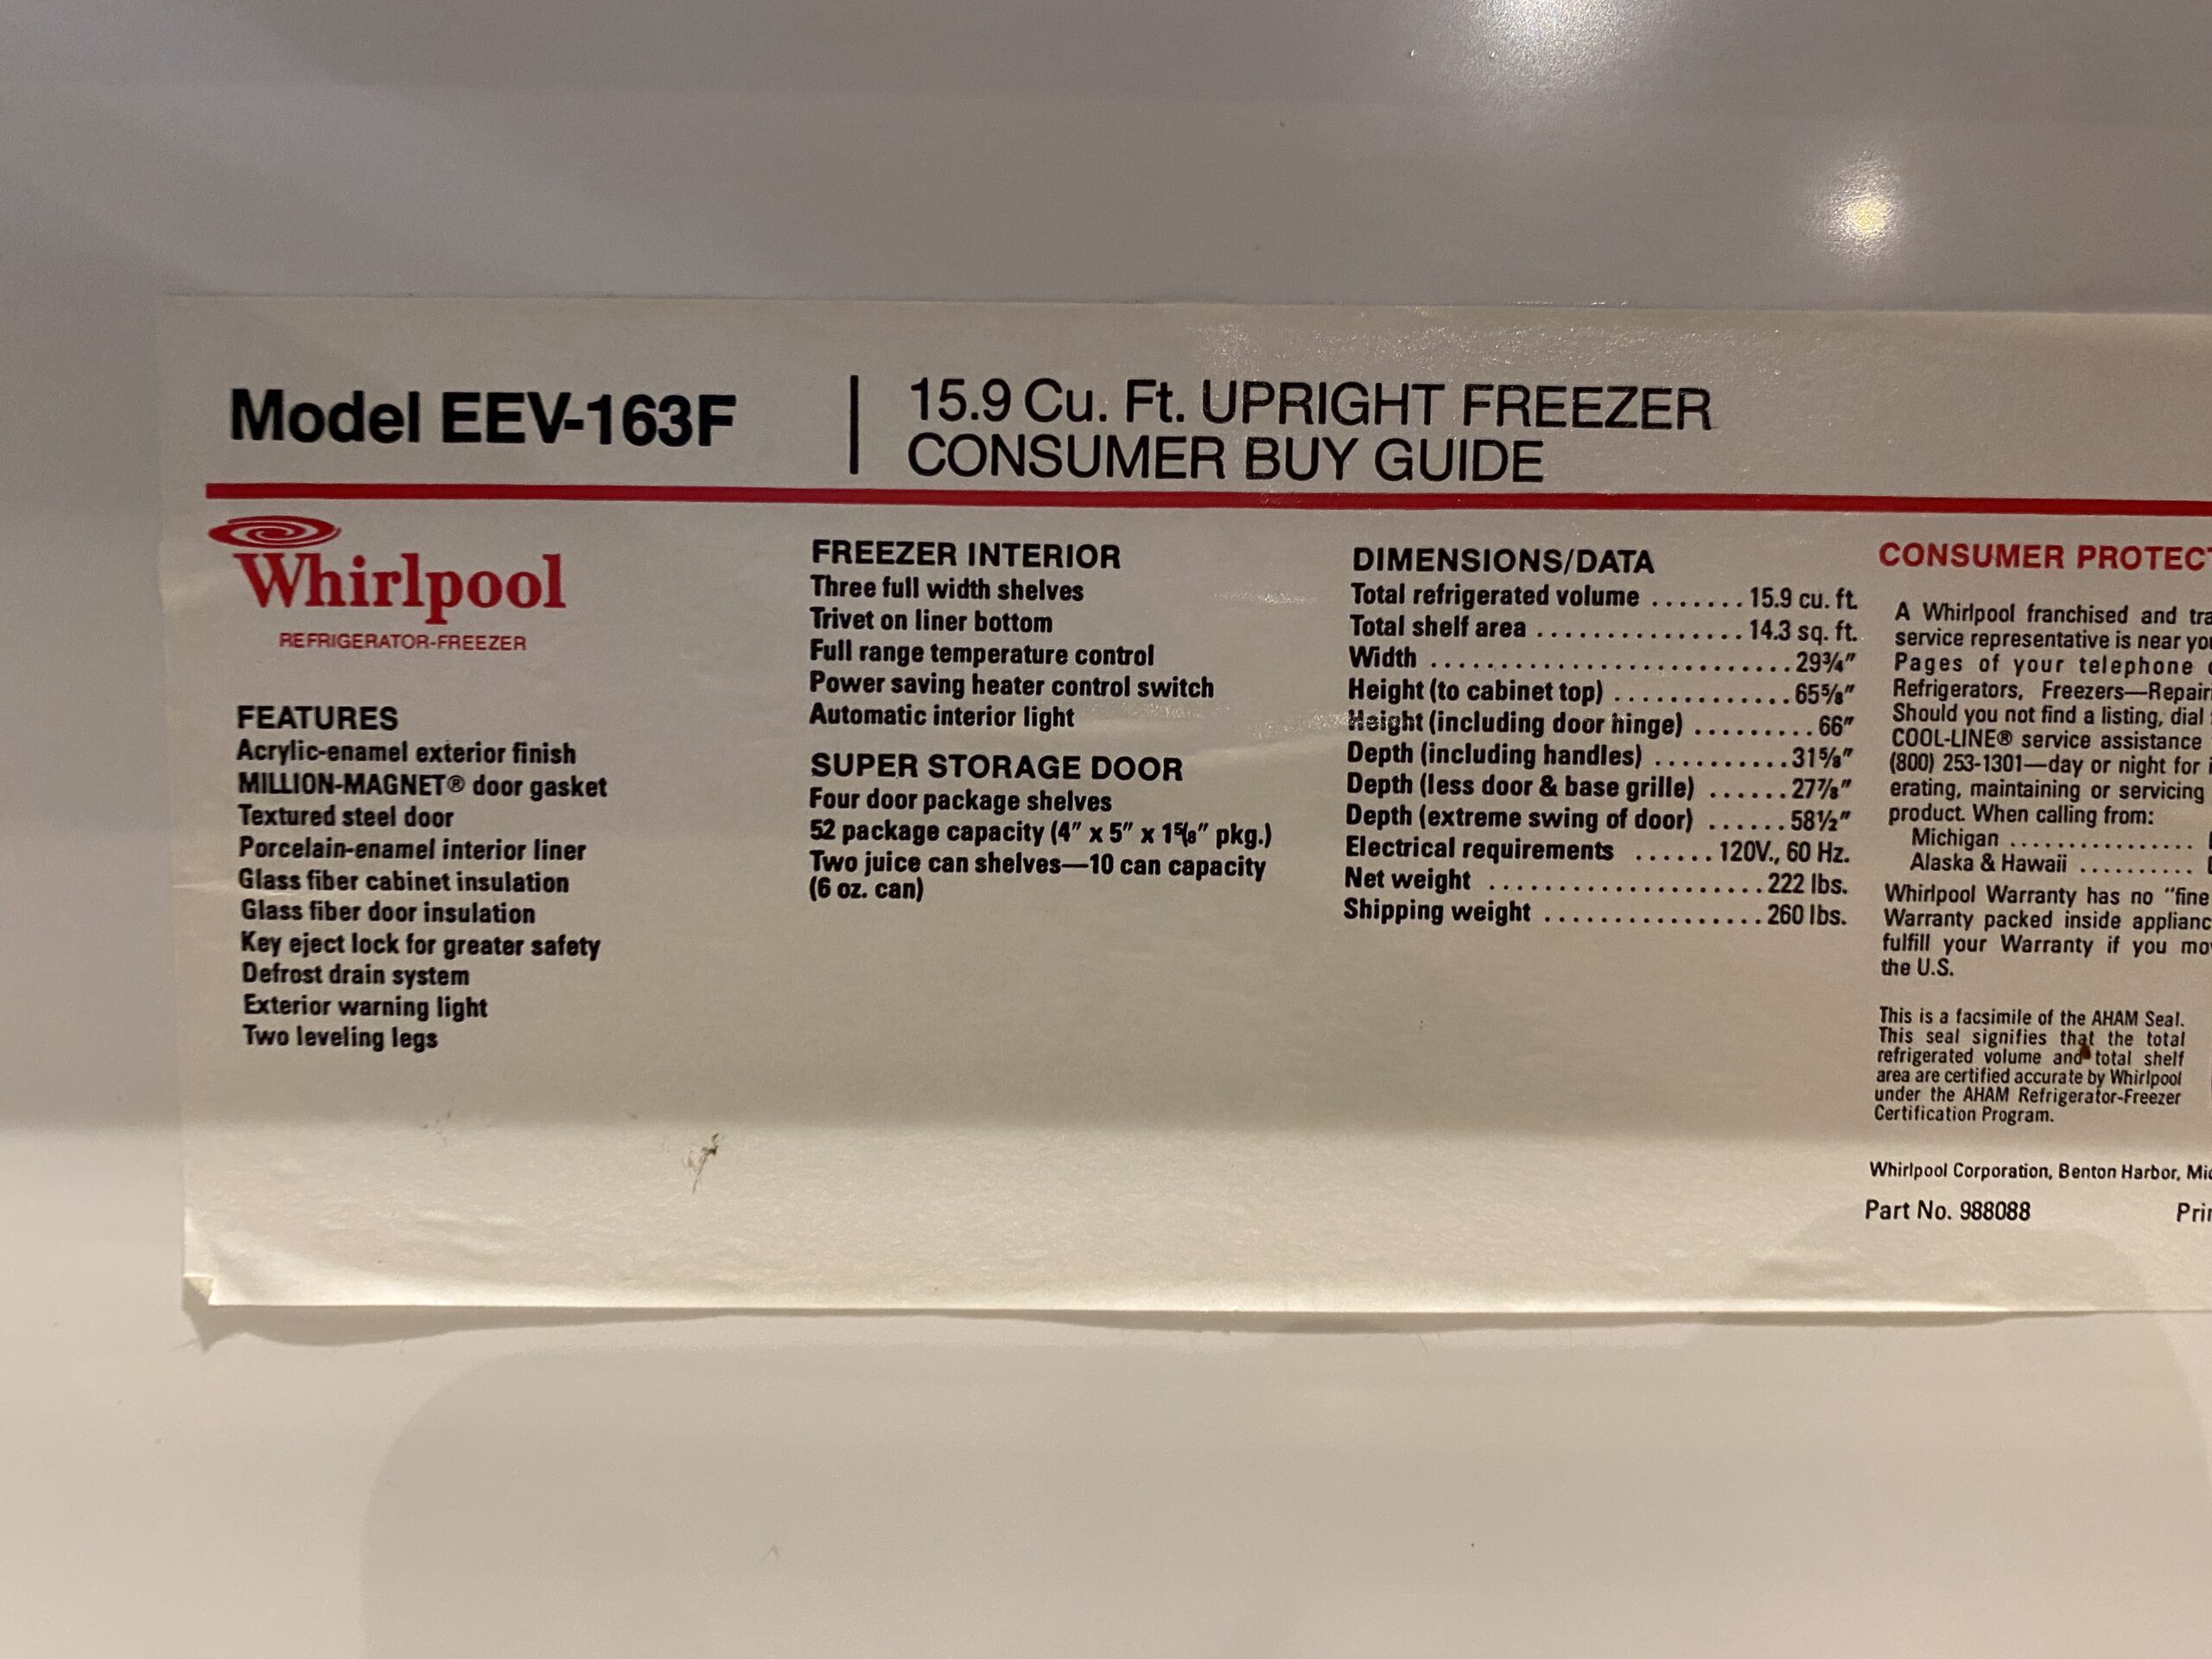 Model EEV-163F
15.9 Cu. Ft. UPRIGHT FREEZER
CONSUMER BUY GUIDE
Whirlpool
REFRIGERATOR-FREEZER
FEATURES
Acrylic-enamel exterior finish
MILLION-MAGNET® door gasket
Textured steel door
Porcelain-enamel interior liner
Glass fiber cabinet insulation
Glass fiber door insulation
Key eject lock for greater safety
Defrost drain system
Exterior warning light
Two leveling legs
FREEZER INTERIOR
Three full width shelves
Trivet on liner bottom
Full range temperature control
Power saving heater control switch
Automatic interior light
SUPER STORAGE DOOR
Four door package shelves
52 package capacity (4″ x 5″ x 1⅝″ pkg.)
Two juice can shelves—10 can capacity
(6 oz. can)
DIMENSIONS/DATA
Total refrigerated volume ....... 15.9 cu. ft.
Total shelf area ............... 14.3 sq. ft.
Width .......................... 29¾″
Height (to cabinet top) ............. 65⅝″
Height (including door hinge) ......... 66″
Depth (including handles) .......... 31⅝″
Depth (less door & base grille) ...... 27⅞″
Depth (extreme swing of door) ...... 58½″
Electrical requirements ...... 120V., 60 Hz.
Net weight .................... 222 lbs.
Shipping weight ................ 260 lbs.
CONSUMER PROTEC
A Whirlpool franchised and tra
service representative is near you
Pages of your telephone
Refrigerators, Freezers—Repair
Should you not find a listing, dial
COOL-LINE® service assistance
(800) 253-1301—day or night for
erating, maintaining or servicing
product. When calling from:
Michigan ................
Alaska & Hawaii ..........
Whirlpool Warranty has no "fine
Warranty packed inside applianc
fulfill your Warranty if you mo
the U.S.
This is a facsimile of the AHAM Seal.
This seal signifies that the total
refrigerated volume and total shelf
area are certified accurate by Whirlpool
under the AHAM Refrigerator-Freezer
Certification Program.
Whirlpool Corporation, Benton Harbor, Mic
Part No. 988088 Prin